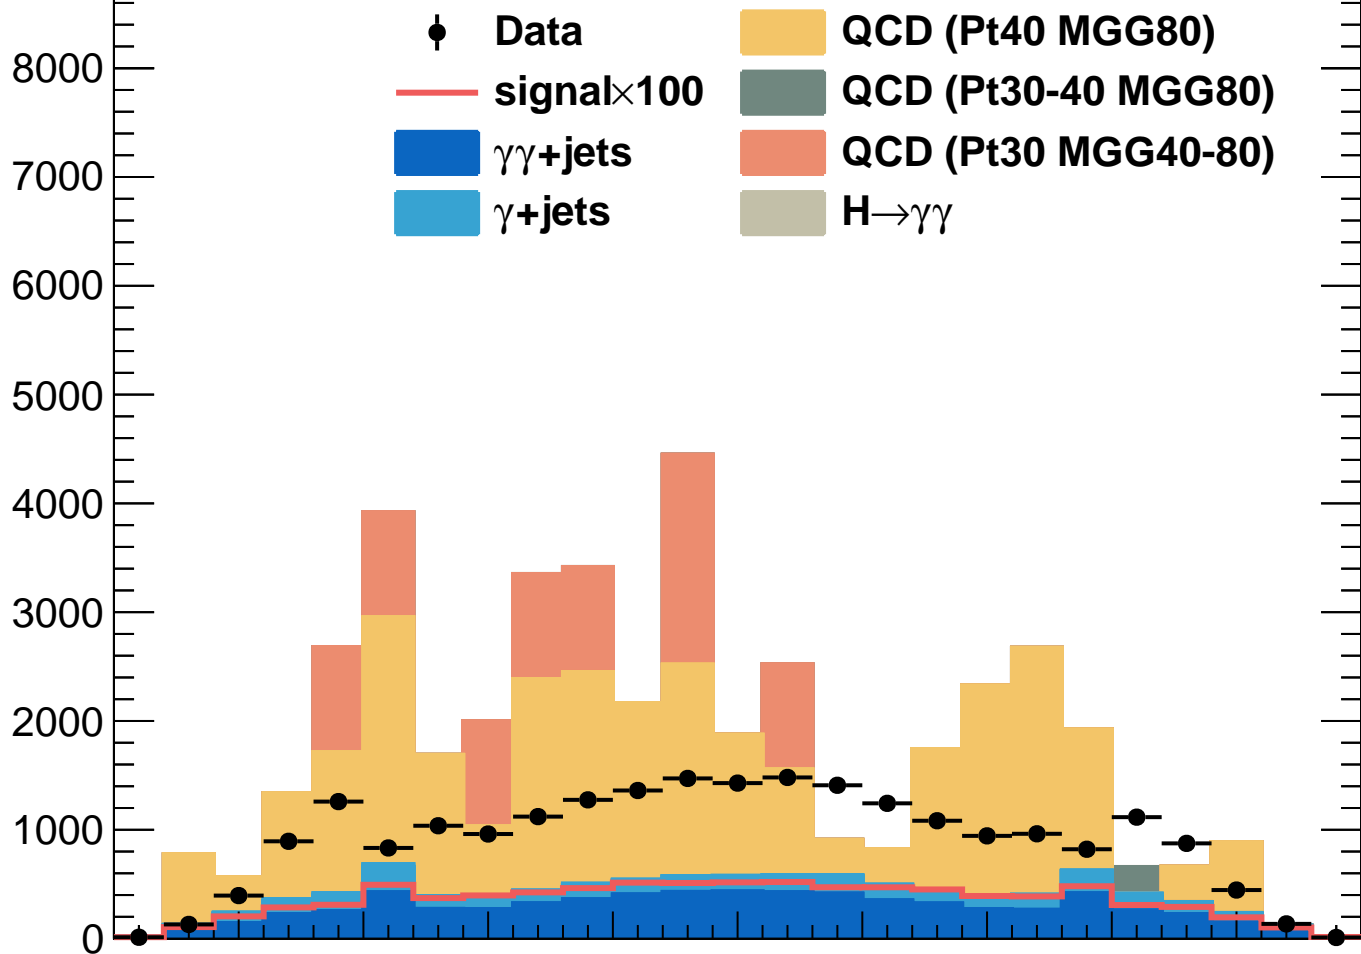 Data
signal×100
γγ+jets
γ+jets
QCD (Pt40 MGG80)
QCD (Pt30-40 MGG80)
QCD (Pt30 MGG40-80)
H→γγ
8000
7000
6000
5000
4000
3000
2000
1000
0